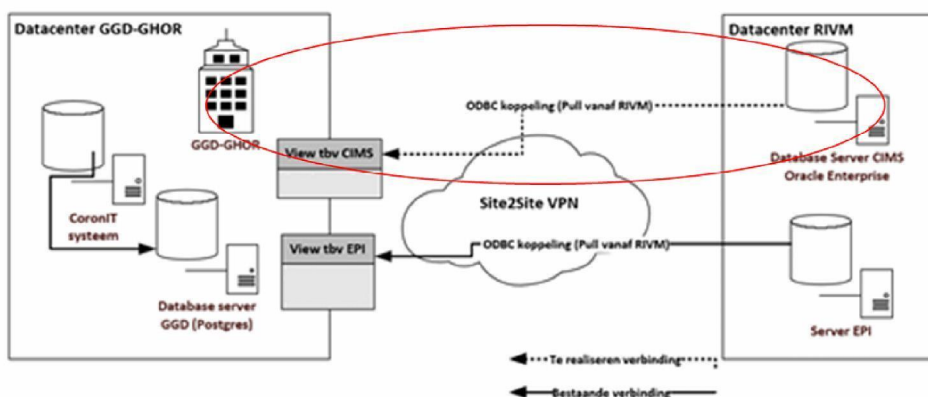 Datacenter GGD-GHOR
Datacenter RIVM
GGD-GHOR
ODBC koppeling (Pull vanaf RIVM)
View tbv CIMS
Database Server CIMS
Oracle Enterprise
CoronIT
systeem
Site2Site VPN
View tbv EPI
ODBC koppeling (Pull vanaf RIVM)
Database server
GGD (Postgres)
Server EPI
Te realiseren verbinding
Bestaande verbinding